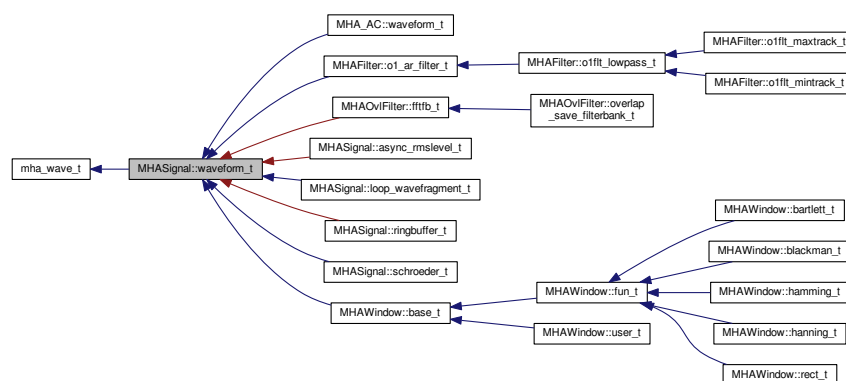 MHA_AC::waveform_t
MHAFilter::o1_ar_filter_t
MHAFilter::o1flt_lowpass_t
MHAFilter::o1flt_maxtrack_t
MHAFilter::o1flt_mintrack_t
MHAOvlFilter::fftfb_t
MHAOvlFilter::overlap
_save_filterbank_t
MHASignal::async_rmslevel_t
mha_wave_t
MHASignal::waveform_t
MHASignal::loop_wavefragment_t
MHASignal::ringbuffer_t
MHASignal::schroeder_t
MHAWindow::base_t
MHAWindow::fun_t
MHAWindow::user_t
MHAWindow::bartlett_t
MHAWindow::blackman_t
MHAWindow::hamming_t
MHAWindow::hanning_t
MHAWindow::rect_t